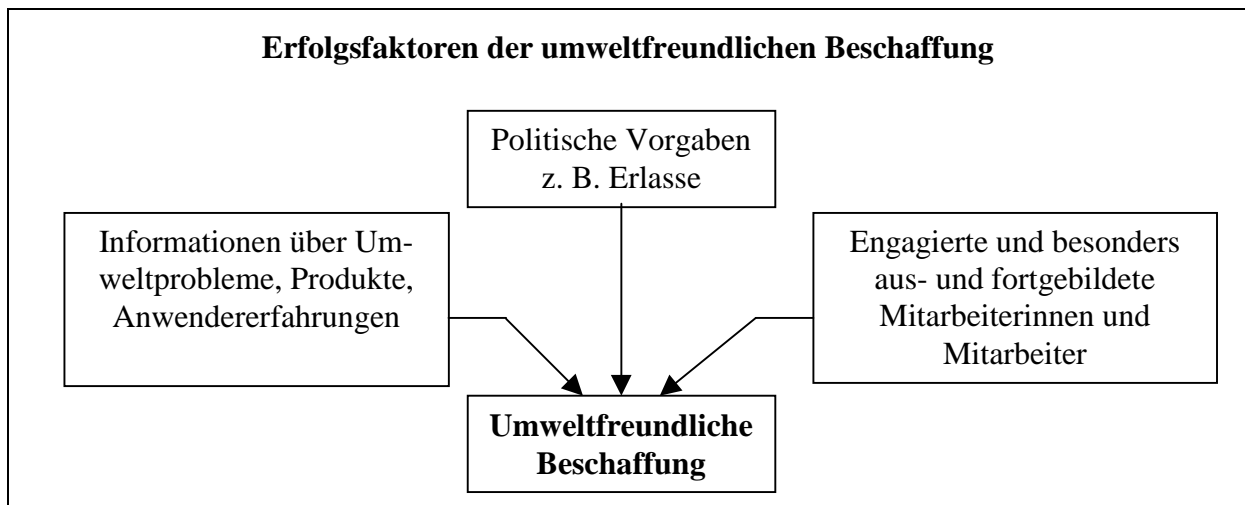 Erfolgsfaktoren der umweltfreundlichen Beschaffung
Politische Vorgaben
z. B. Erlasse
Informationen über Um-
weltprobleme, Produkte,
Anwendererfahrungen
Engagierte und besonders
aus- und fortgebildete
Mitarbeiterinnen und
Mitarbeiter
Umweltfreundliche
Beschaffung